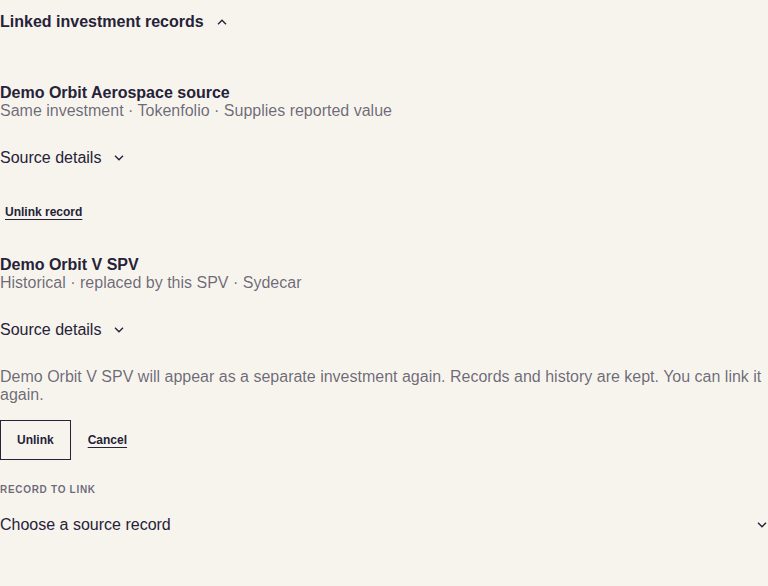 Linked investment records
Demo Orbit Aerospace source
Same investment · Tokenfolio · Supplies reported value
Source details
Unlink record
Demo Orbit V SPV
Historical · replaced by this SPV · Sydecar
Source details
Demo Orbit V SPV will appear as a separate investment again. Records and history are kept. You can link it
again.
Unlink Cancel
RECORD TO LINK
Choose a source record